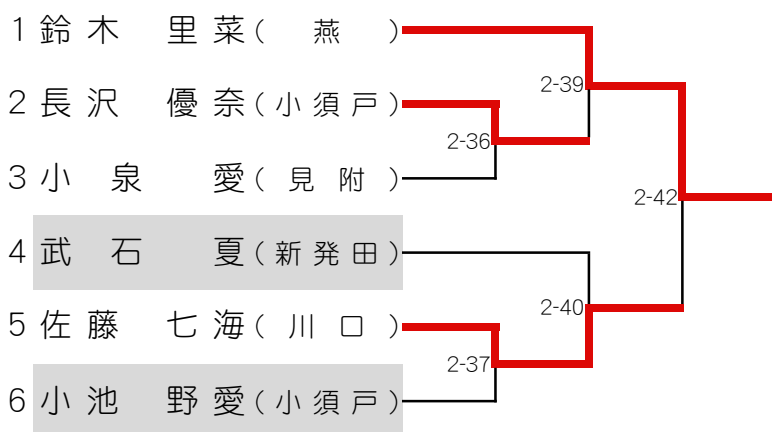 1 鈴木 里菜(燕)
2-39
2 長沢 優奈(小須戸)
2-36
3 小泉 愛(見附)
2-42
4 武石 夏(新発田)
2-40
5 佐藤 七海(川口)
2-37
6 小池 野愛(小須戸)